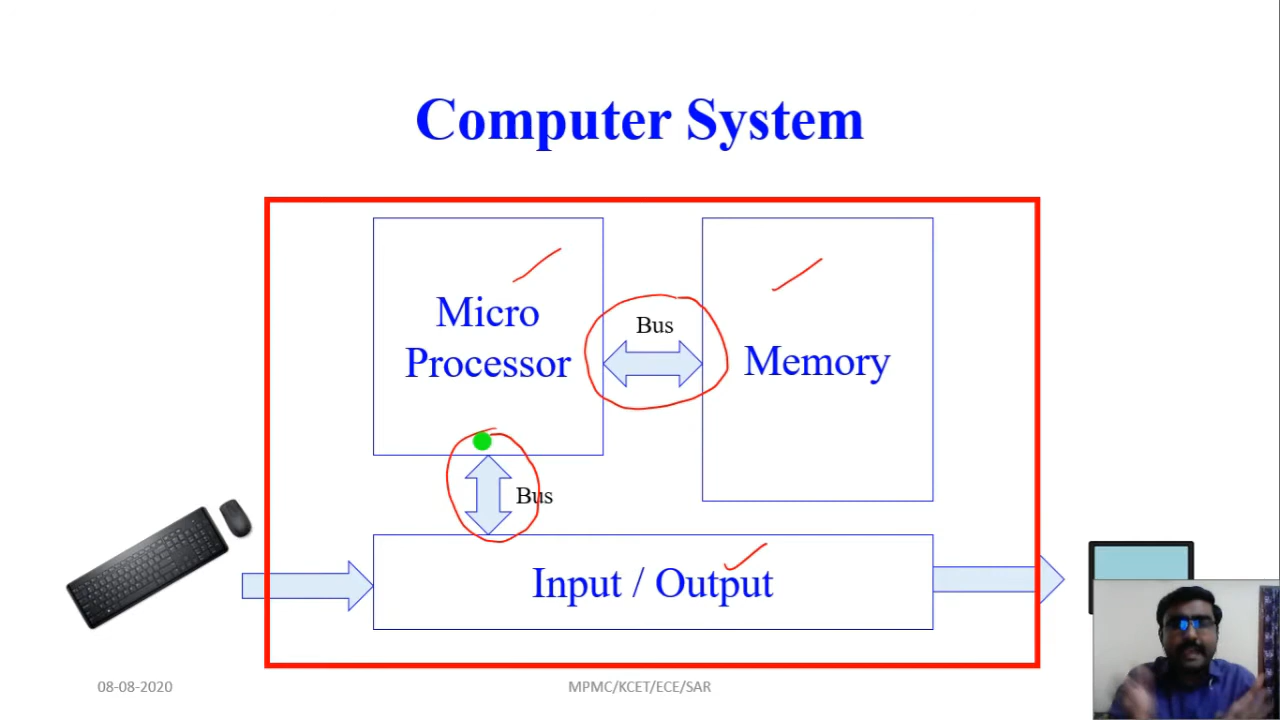 Computer System
Micro
Processor
Bus
Memory
Bus
Input / Output
08-08-2020
MPMC/KCET/ECE/SAR